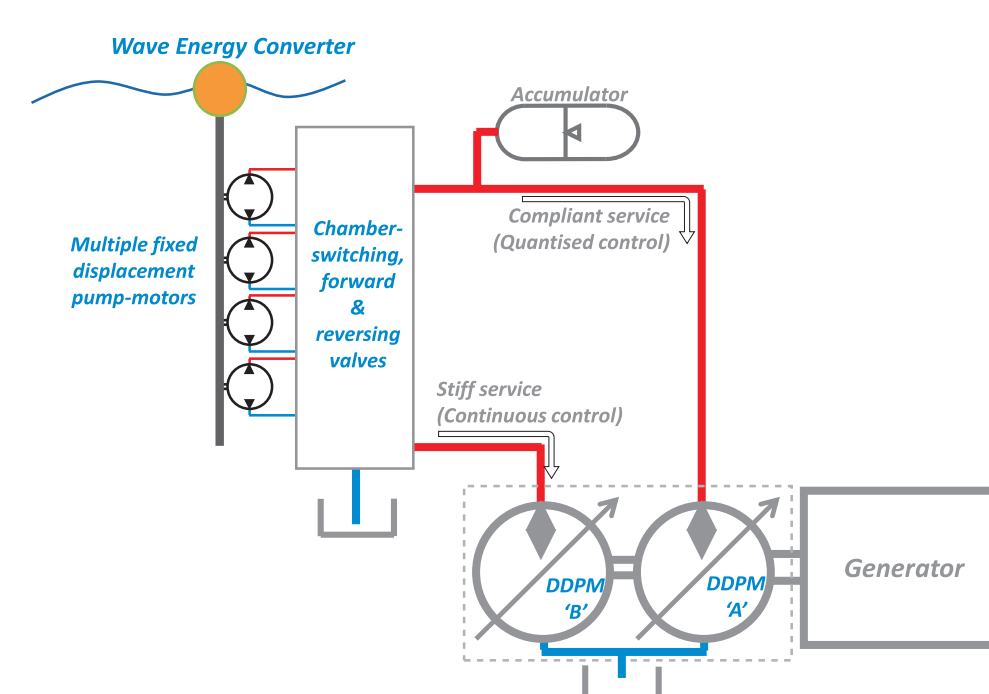 Wave Energy Converter
Accumulator
Compliant service
(Quantised control)
Multiple fixed
displacement
pump-motors
Chamber-
switching,
forward
&
reversing
valves
Stiff service
(Continuous control)
DDPM
‘B’
DDPM
‘A’
Generator